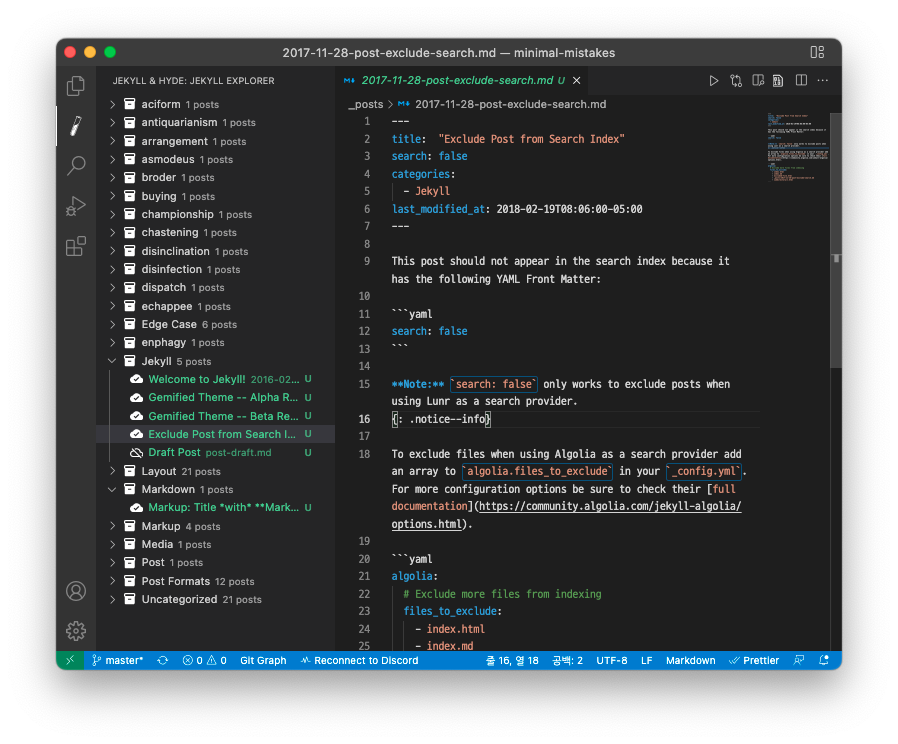 2017-11-28-post-exclude-search.md — minimal-mistakes
JEKYLL & HYDE: JEKYLL EXPLORER
aciform 1 posts
antiquarianism 1 posts
arrangement 1 posts
asmodeus 1 posts
broder 1 posts
buying 1 posts
championship 1 posts
chastening 1 posts
disinclination 1 posts
disinfection 1 posts
dispatch 1 posts
echappee 1 posts
Edge Case 6 posts
enphagy 1 posts
Jekyll 5 posts
Welcome to Jekyll! 2016-02... U
Gemified Theme -- Alpha R... U
Gemified Theme -- Beta Re... U
Exclude Post from Search I... U
Draft Post post-draft.md U
Layout 21 posts
Markdown 1 posts
Markup: Title *with* **Mark... U
Markup 4 posts
Media 1 posts
Post 1 posts
Post Formats 12 posts
Uncategorized 21 posts
2017-11-28-post-exclude-search.md U
_posts > 2017-11-28-post-exclude-search.md
1 ---
2 title: "Exclude Post from Search Index"
3 search: false
4 categories:
5 - Jekyll
6 last_modified_at: 2018-02-19T08:06:00-05:00
7 ---
8
9 This post should not appear in the search index because it
has the following YAML Front Matter:
10
11 ```yaml
12 search: false
13 ```
14
15 **Note:** `search: false` only works to exclude posts when
using Lunr as a search provider.
16 {: .notice--info}
17
18 To exclude files when using Algolia as a search provider add
an array to `algolia.files_to_exclude` in your `_config.yml`.
For more configuration options be sure to check their [full
documentation](https://community.algolia.com/jekyll-algolia/
options.html).
19
20 ```yaml
21 algolia:
22 # Exclude more files from indexing
23 files_to_exclude:
24 - index.html
25 - index.md
master* 0 0 Git Graph Reconnect to Discord 줄 16, 열 18 공백: 2 UTF-8 LF Markdown Prettier